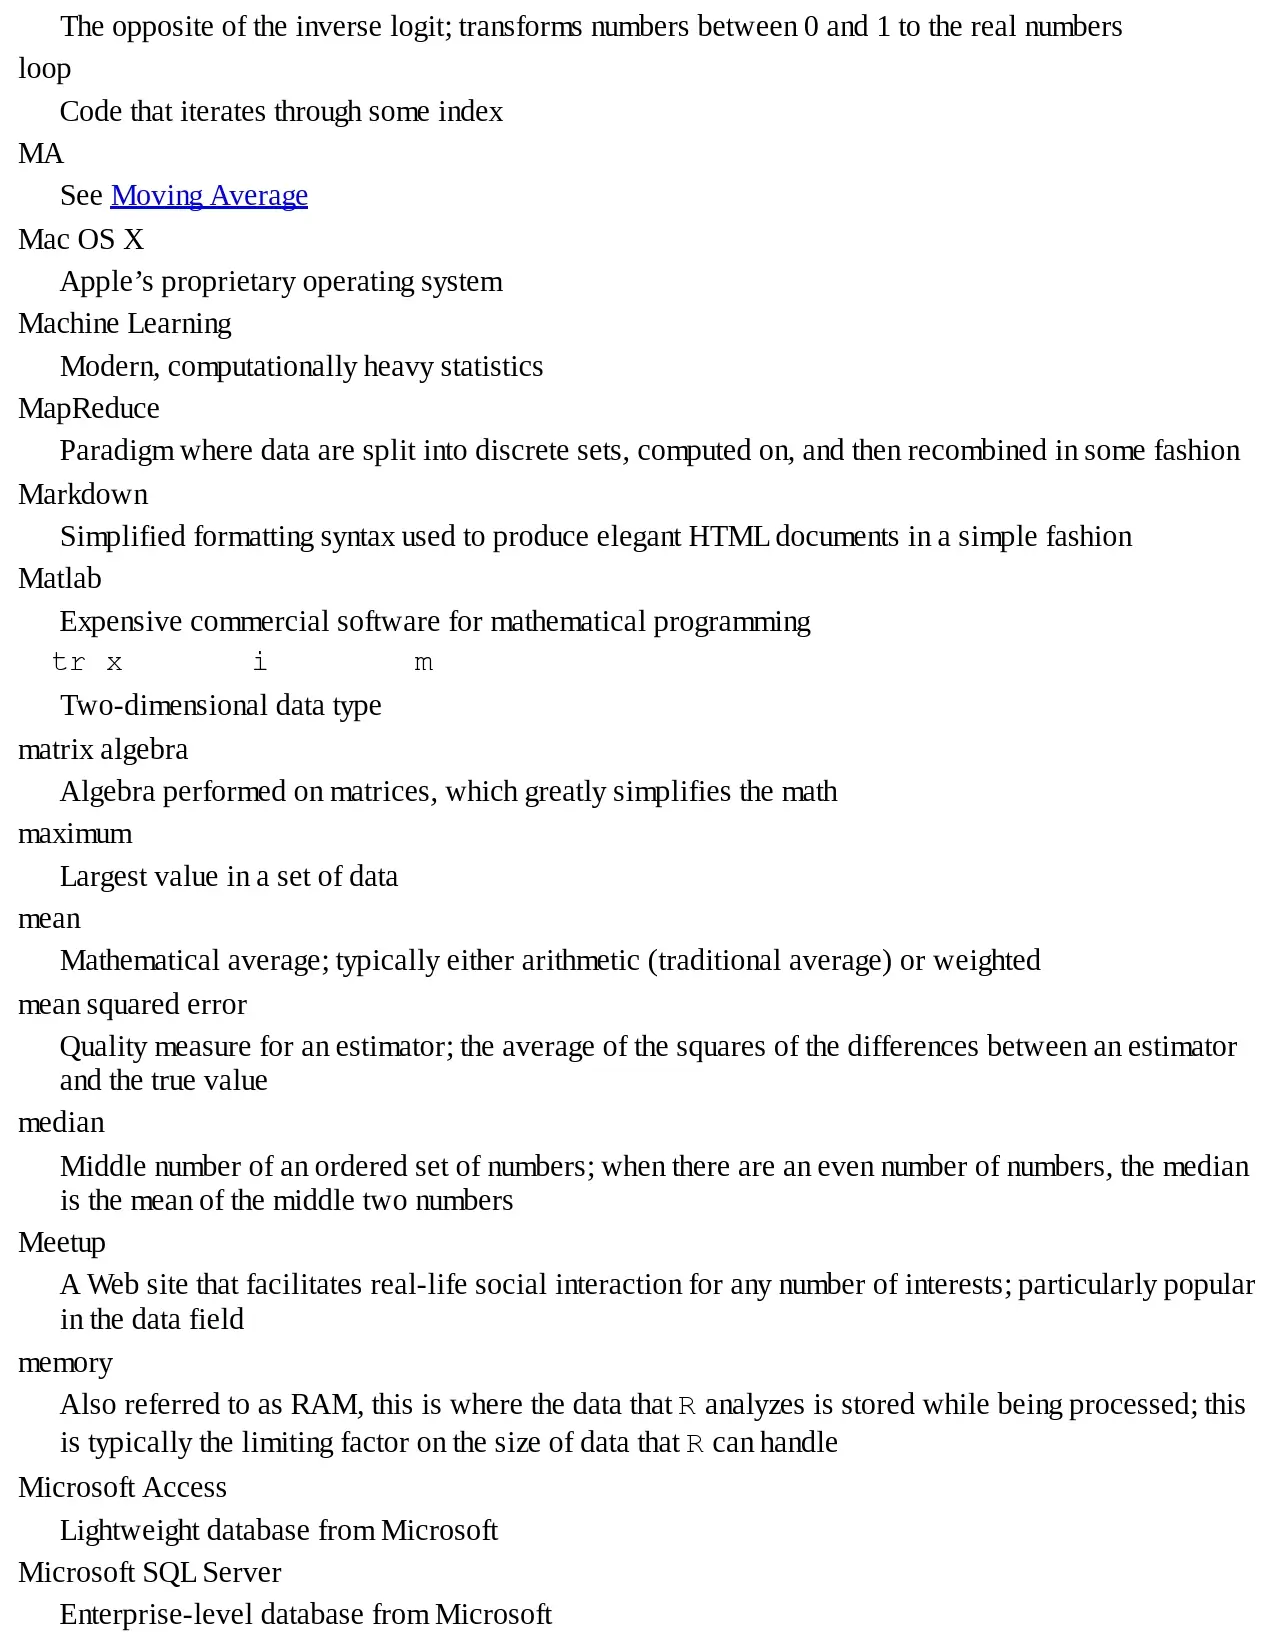 The opposite of the inverse logit; transforms numbers between 0 and 1 to the real numbers
loop
Code that iterates through some index
MA
See Moving Average
Mac OS X
Apple’s proprietary operating system
Machine Learning
Modern, computationally heavy statistics
MapReduce
Paradigm where data are split into discrete sets, computed on, and then recombined in some fashion
Markdown
Simplified formatting syntax used to produce elegant HTML documents in a simple fashion
Matlab
Expensive commercial software for mathematical programming
tr x i m
Two-dimensional data type
matrix algebra
Algebra performed on matrices, which greatly simplifies the math
maximum
Largest value in a set of data
mean
Mathematical average; typically either arithmetic (traditional average) or weighted
mean squared error
Quality measure for an estimator; the average of the squares of the differences between an estimator
and the true value
median
Middle number of an ordered set of numbers; when there are an even number of numbers, the median
is the mean of the middle two numbers
Meetup
A Web site that facilitates real-life social interaction for any number of interests; particularly popular
in the data field
memory
Also referred to as RAM, this is where the data that R analyzes is stored while being processed; this
is typically the limiting factor on the size of data that R can handle
Microsoft Access
Lightweight database from Microsoft
Microsoft SQL Server
Enterprise-level database from Microsoft